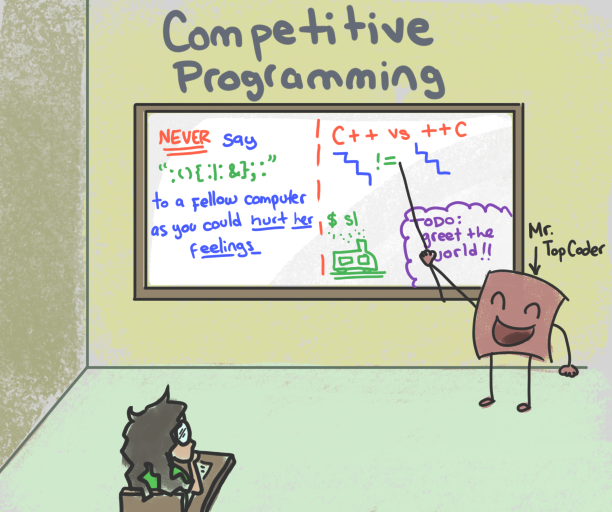 Competitive
Programming
NEVER say
":(){:|:&};:"
to a fellow computer
as you could hurt her
feelings
C++ vs ++C
!=
$ sl
TODO:
greet the
world!!
Mr.
TopCoder